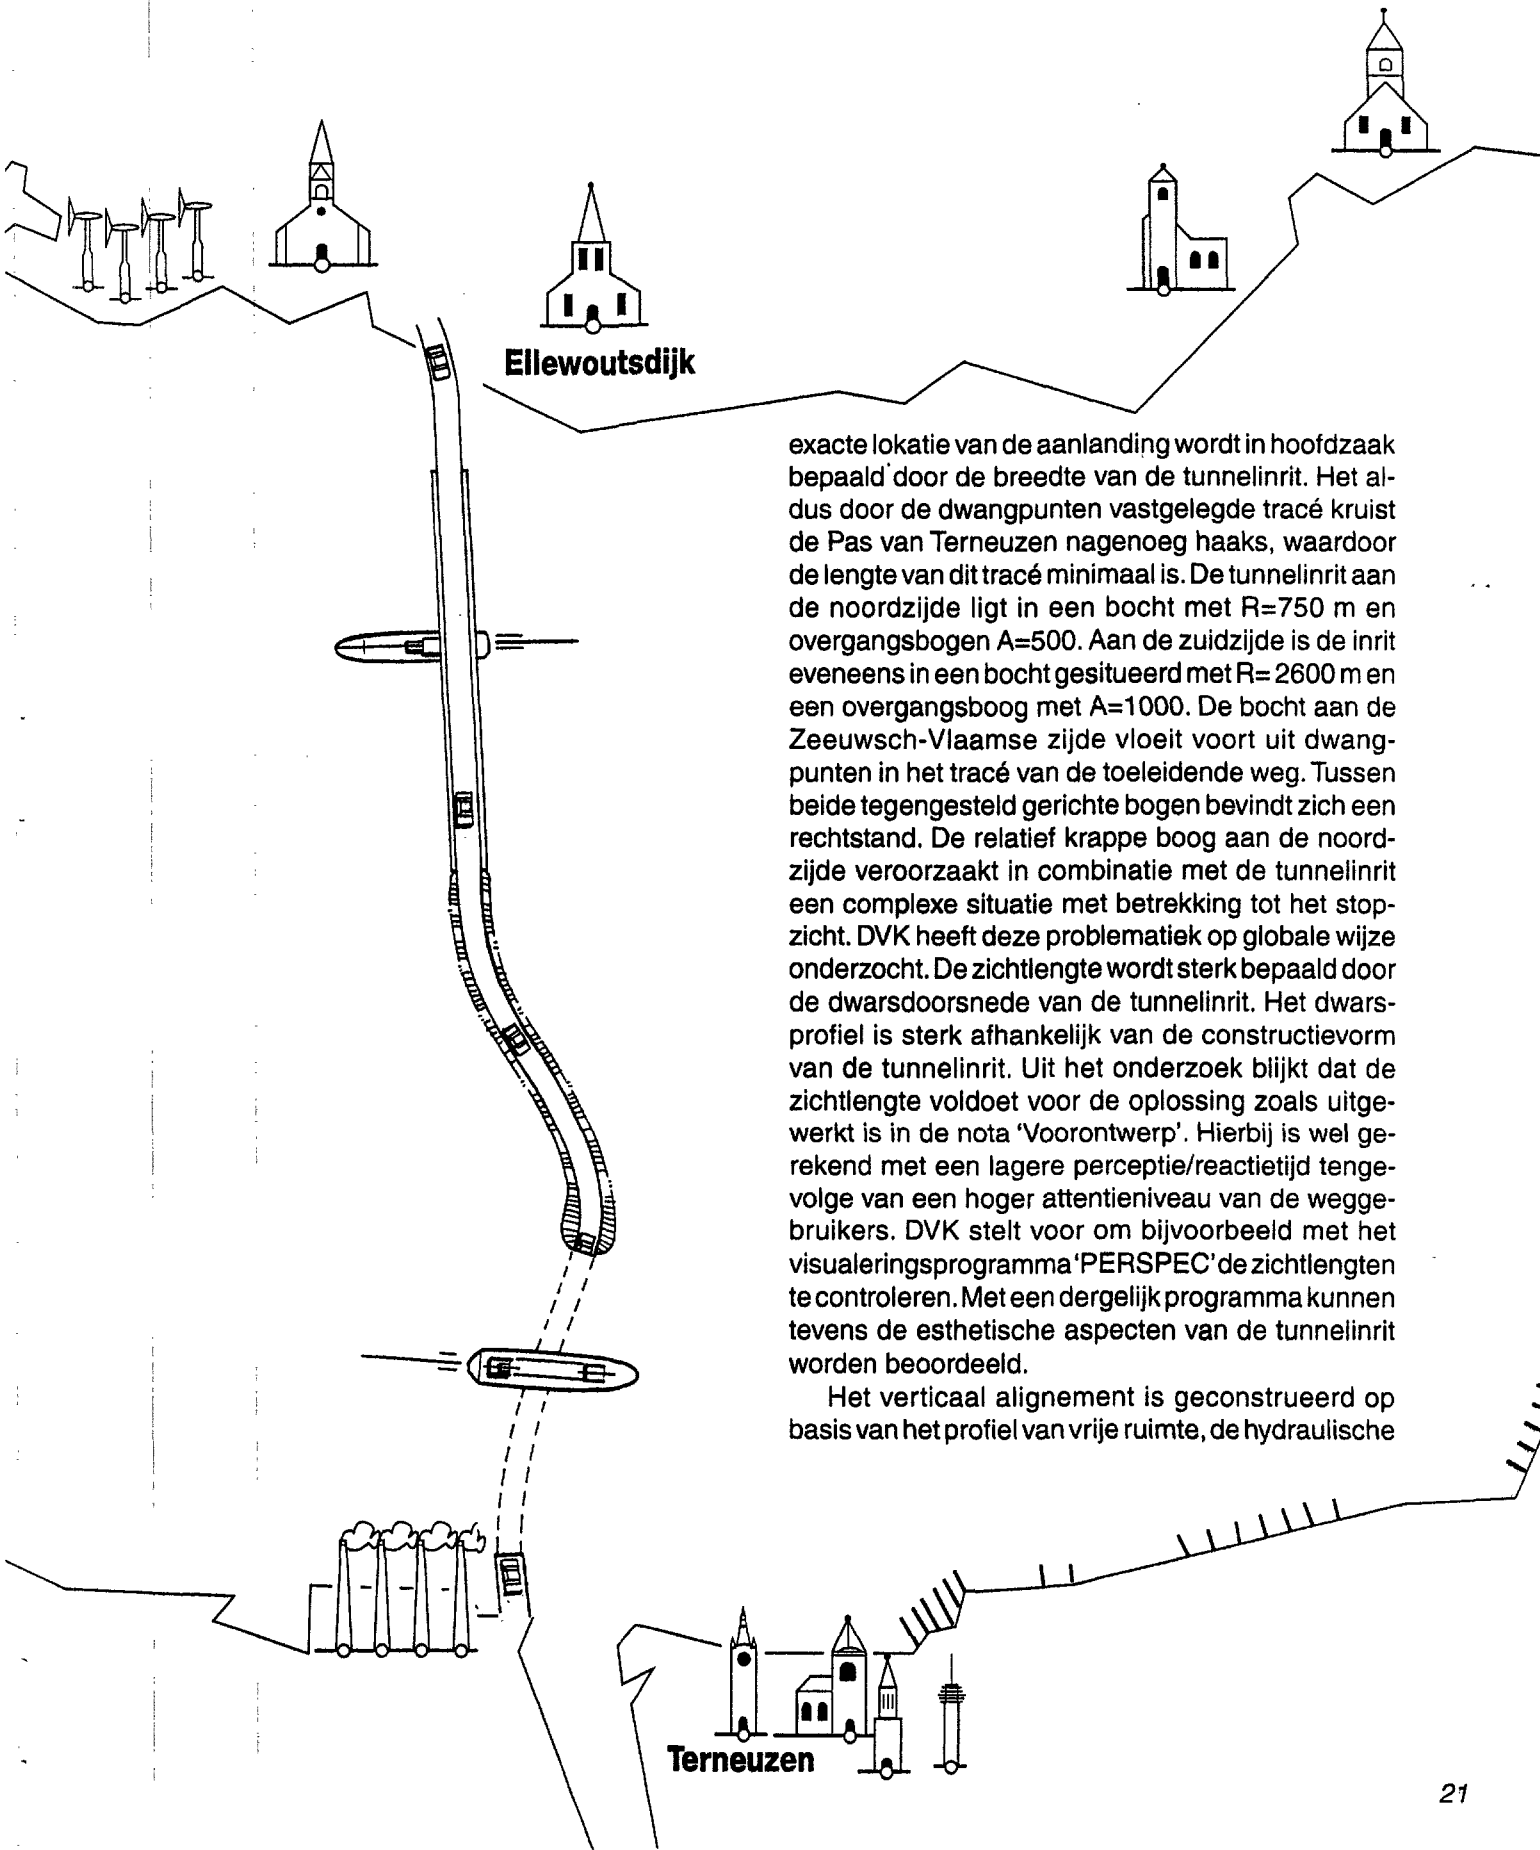 Ellewoutsdijk
exacte lokatie van de aanlanding wordt in hoofdzaak
bepaald door de breedte van de tunnelinrit. Het al-
dus door de dwangpunten vastgelegde tracé kruist
de Pas van Terneuzen nagenoeg haaks, waardoor
de lengte van dit tracé minimaal is. De tunnelinrit aan
de noordzijde ligt in een bocht met R=750 m en
overgangsbogen A=500. Aan de zuidzijde is de inrit
eveneens in een bocht gesitueerd met R= 2600 m en
een overgangsboog met A=1000. De bocht aan de
Zeeuwsch-Vlaamse zijde vloeit voort uit dwang-
punten in het tracé van de toeleidende weg. Tussen
beide tegengesteld gerichte bogen bevindt zich een
rechtstand. De relatief krappe boog aan de noord-
zijde veroorzaakt in combinatie met de tunnelinrit
een complexe situatie met betrekking tot het stop-
zicht. DVK heeft deze problematiek op globale wijze
onderzocht. De zichtlengte wordt sterk bepaald door
de dwarsdoorsnede van de tunnelinrit. Het dwars-
profiel is sterk afhankelijk van de constructievorm
van de tunnelinrit. Uit het onderzoek blijkt dat de
zichtlengte voldoet voor de oplossing zoals uitge-
werkt is in de nota 'Voorontwerp'. Hierbij is wel ge-
rekend met een lagere perceptie/reactietijd tenge-
volge van een hoger attentieniveau van de wegge-
bruikers. DVK stelt voor om bijvoorbeeld met het
visualeringsprogramma 'PERSPEC' de zichtlengten
te controleren. Met een dergelijk programma kunnen
tevens de esthetische aspecten van de tunnelinrit
worden beoordeeld.
Het verticaal alignement is geconstrueerd op
basis van het profiel van vrije ruimte, de hydraulische
Terneuzen
21